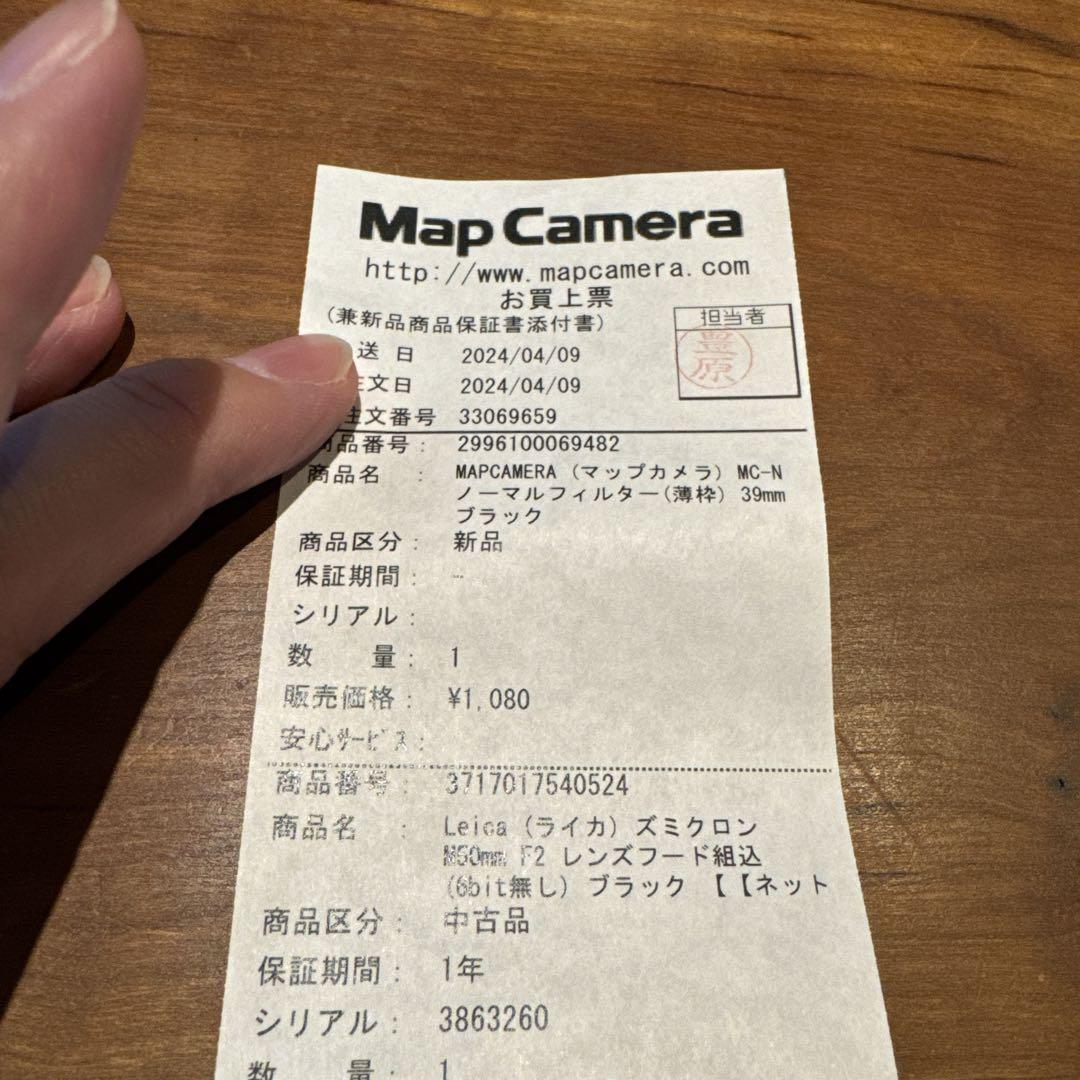 Map Camera
http://www.mapcamera.com
お買上票
(兼新品商品保証書添付書)
担当者
豊原
送 日 2024/04/09
文日 2024/04/09
注文番号 33069659
商品番号: 2996100069482
商品名 : MAPCAMERA (マップカメラ) MC-N
ノーマルフィルター(薄枠) 39mm
ブラック
商品区分: 新品
保証期間: -
シリアル:
数 量: 1
販売価格: ¥1,080
安心サービス:
商品番号: 3717017540524
商品名 : Leica (ライカ) ズミクロン
M50mm F2 レンズフード組込
(6bit無し) ブラック 【【ネット
商品区分: 中古品
保証期間: 1年
シリアル: 3863260
数 量: 1